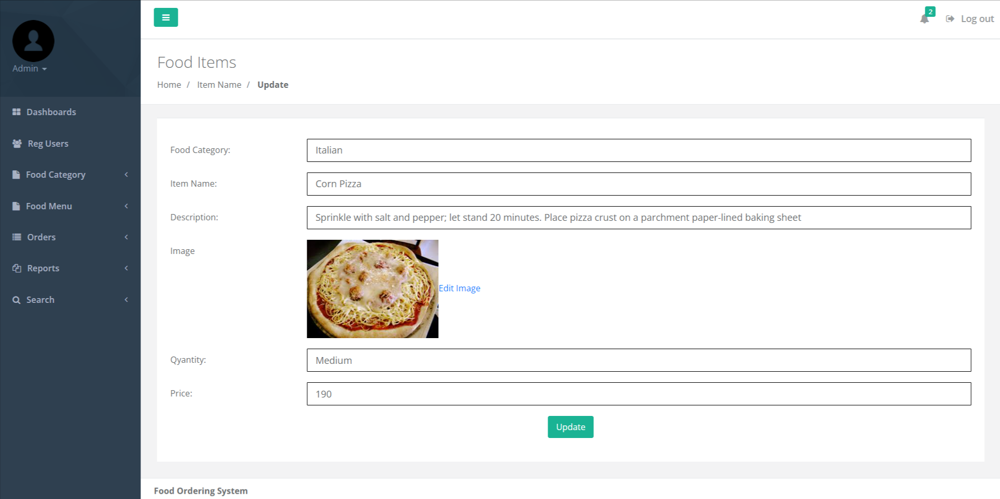 2
Log out
Admin
Food Items
Home / Item Name / Update
Dashboards
Reg Users
Food Category
Food Menu
Orders
Reports
Search
Food Category: Italian
Item Name: Corn Pizza
Description: Sprinkle with salt and pepper; let stand 20 minutes. Place pizza crust on a parchment paper-lined baking sheet
Image
Edit Image
Qyantity: Medium
Price: 190
Update
Food Ordering System